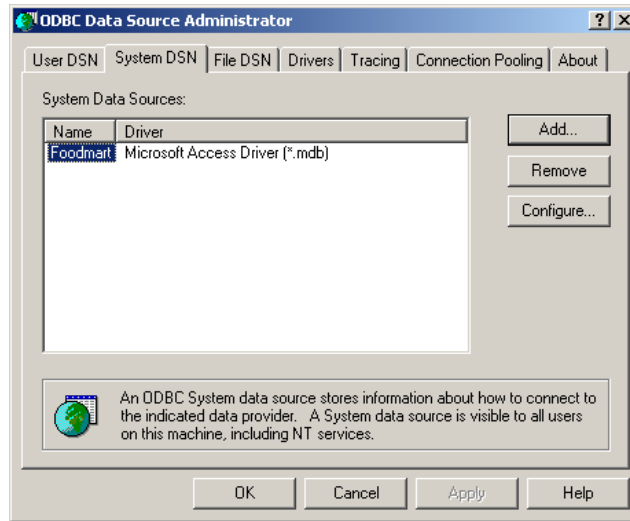 ODBC Data Source Administrator
User DSN System DSN File DSN Drivers Tracing Connection Pooling About
System Data Sources:
Name Driver
Foodmart Microsoft Access Driver (*.mdb)
Add...
Remove
Configure...
An ODBC System data source stores information about how to connect to
the indicated data provider. A System data source is visible to all users
on this machine, including NT services.
OK Cancel Apply Help